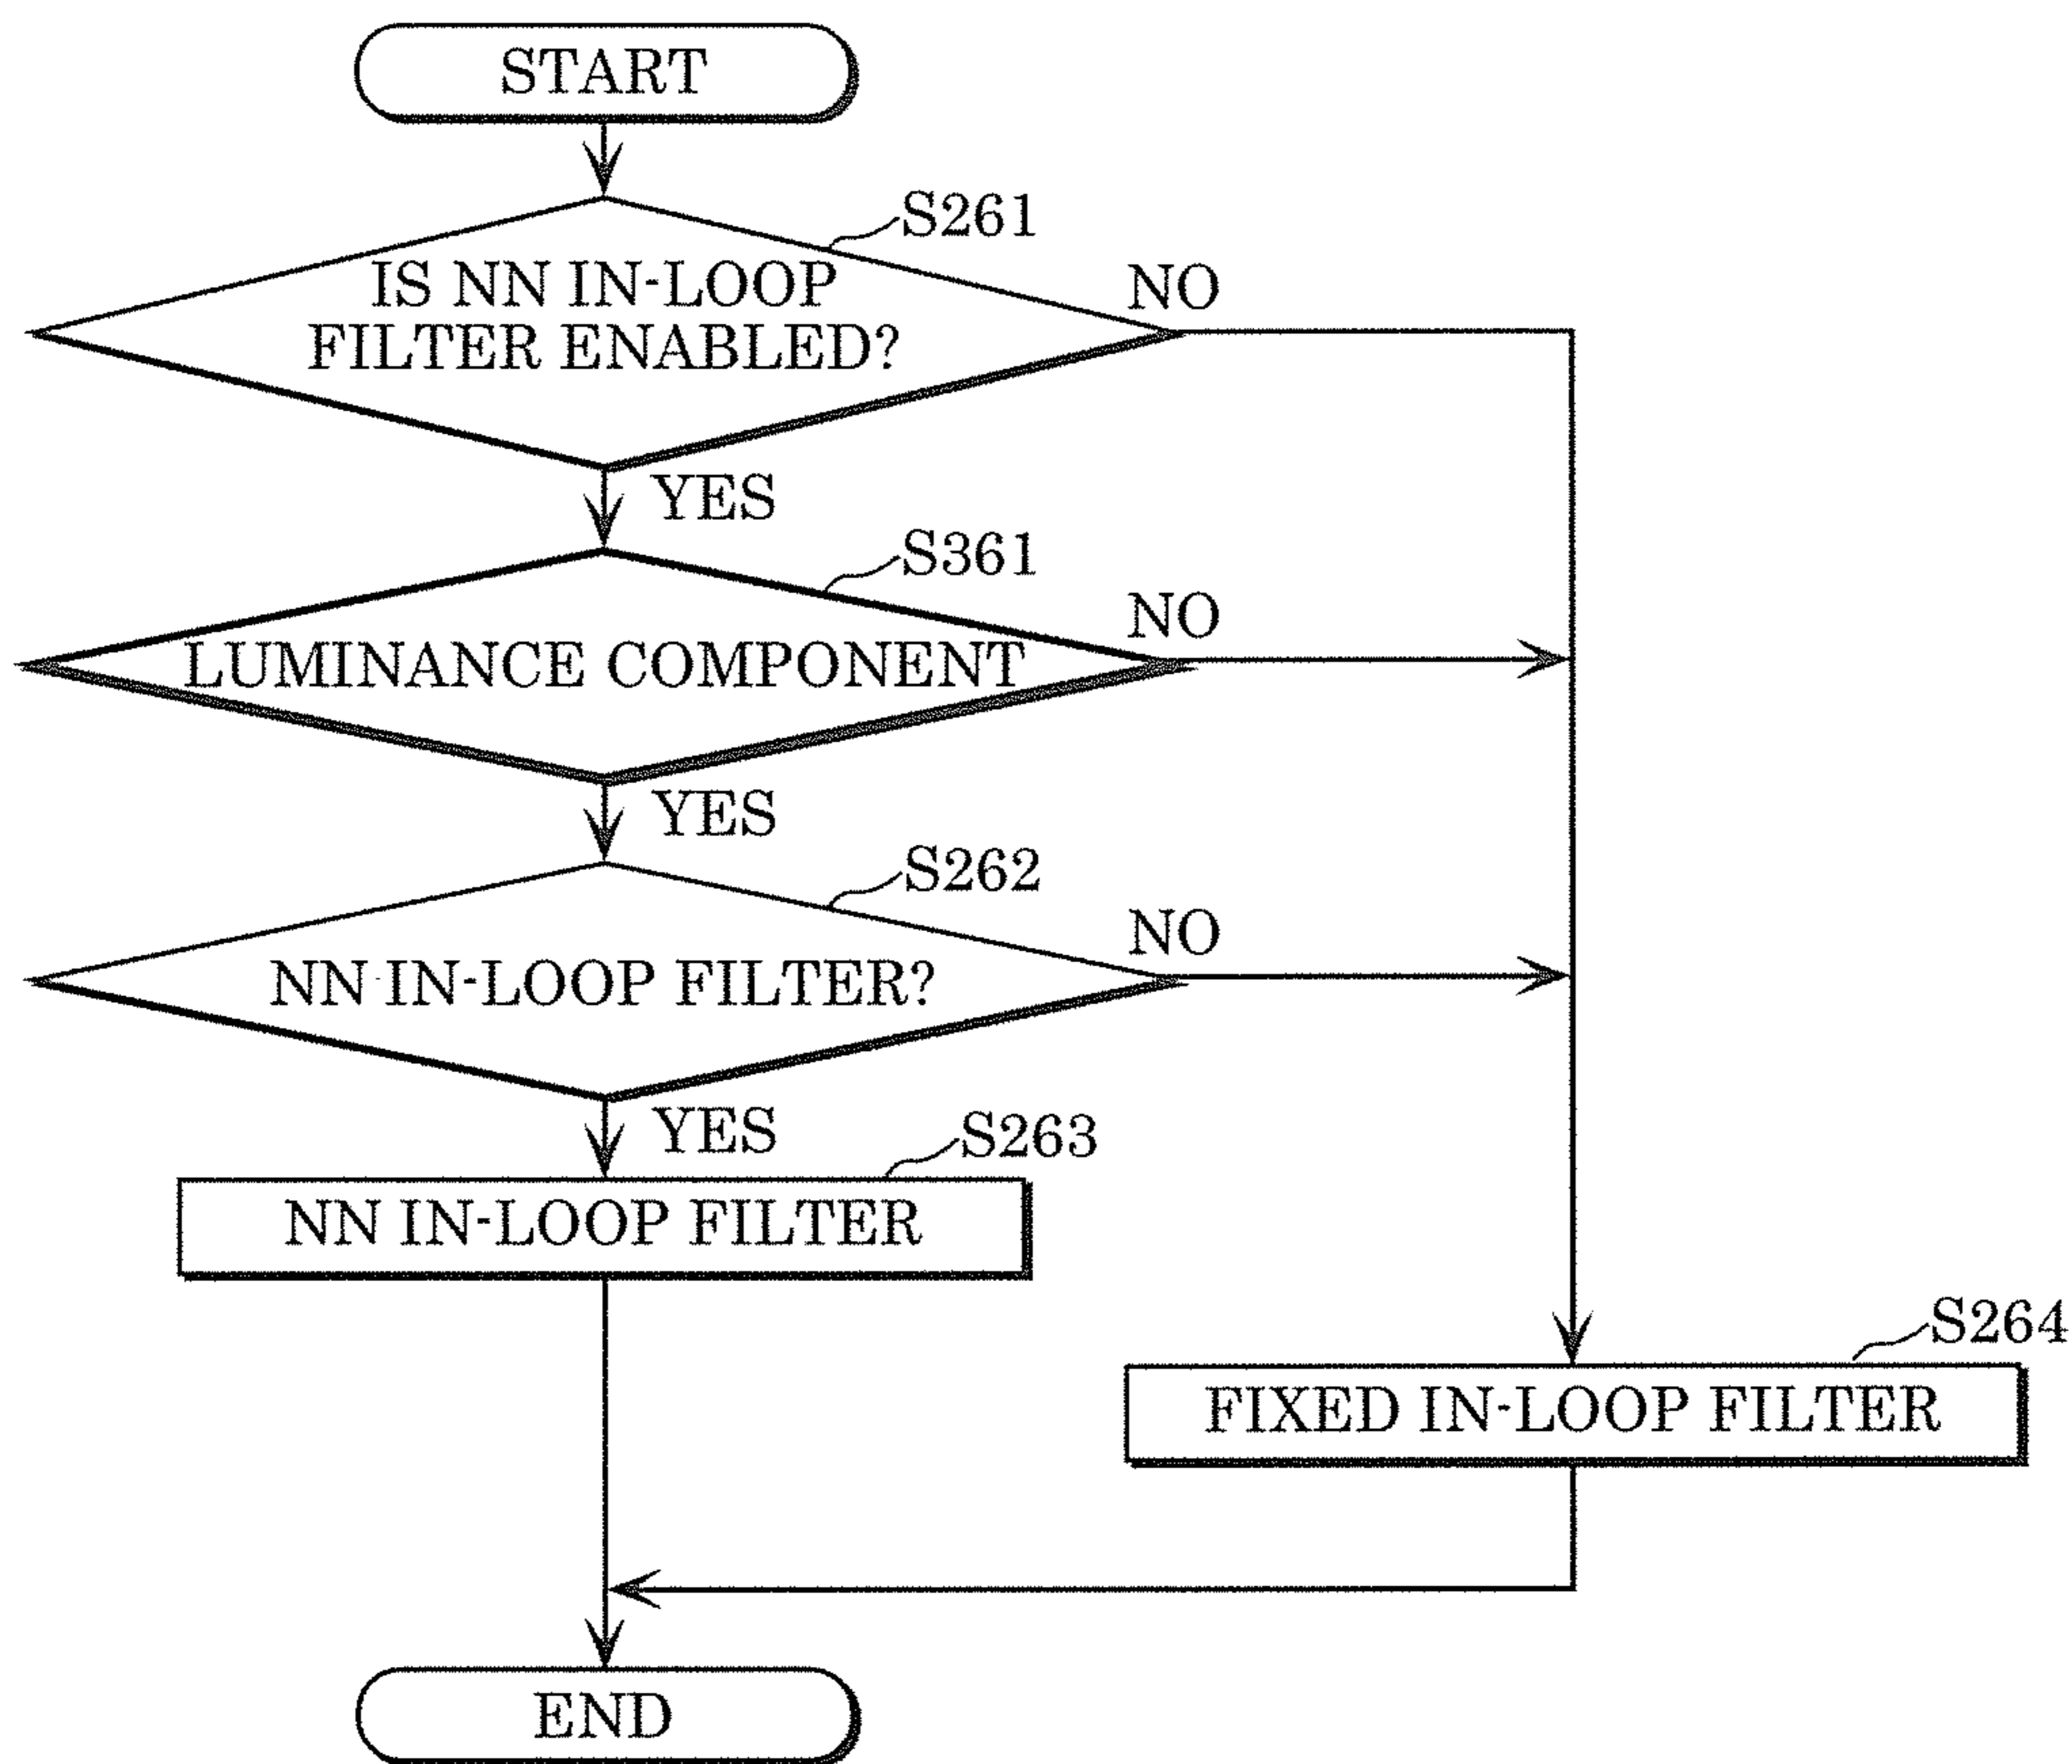 START
S261
IS NN IN-LOOP
FILTER ENABLED?
NO
YES
S361
LUMINANCE COMPONENT
NO
YES
S262
NN IN-LOOP FILTER?
NO
YES
S263
NN IN-LOOP FILTER
S264
FIXED IN-LOOP FILTER
END